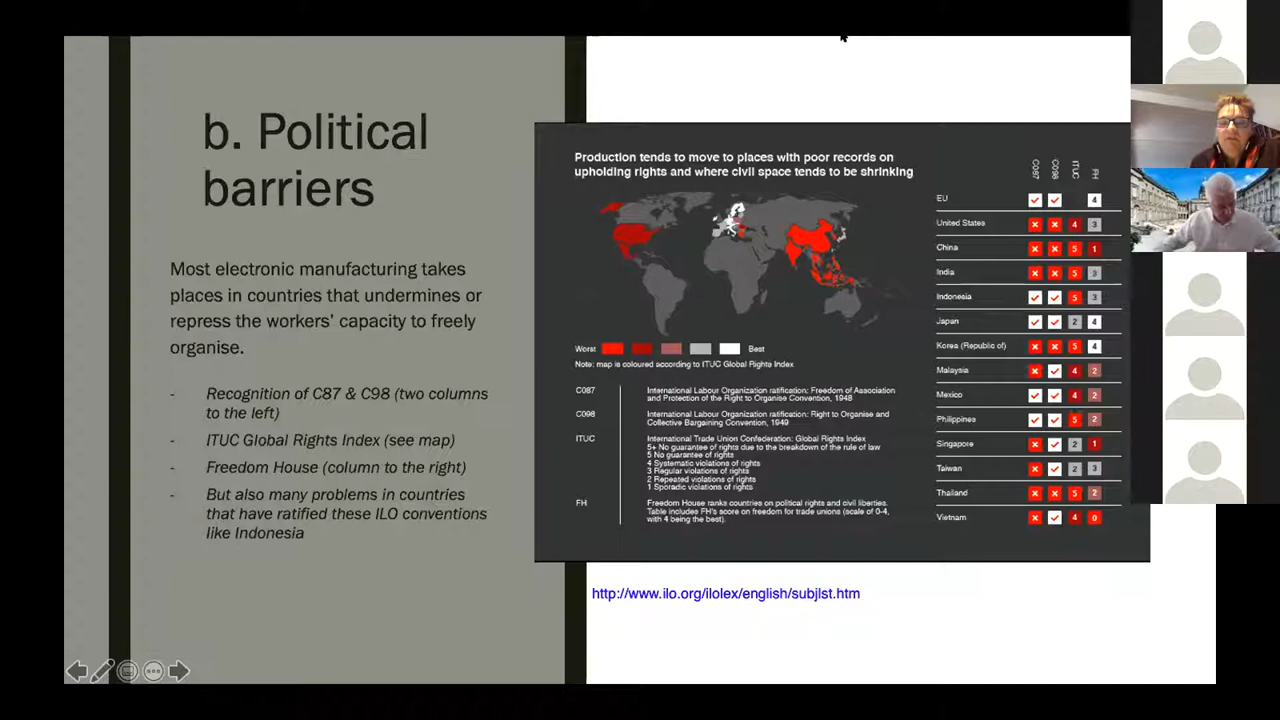 b. Political
barriers
Most electronic manufacturing takes
places in countries that undermines or
repress the workers' capacity to freely
organise.
- Recognition of C87 & C98 (two columns
to the left)
- ITUC Global Rights Index (see map)
- Freedom House (column to the right)
- But also many problems in countries
that have ratified these ILO conventions
like Indonesia
Production tends to move to places with poor records on
upholding rights and where civil space tends to be shrinking
Worst Best
Note: map is coloured according to ITUC Global Rights Index
C087 International Labour Organization ratification: Freedom of Association
and Protection of the Right to Organise Convention, 1948
C098 International Labour Organization ratification: Right to Organise and
Collective Bargaining Convention, 1949
ITUC International Trade Union Confederation: Global Rights Index
5+ No guarantee of rights due to the breakdown of the rule of law
5 No guarantee of rights
4 Systematic violations of rights
3 Regular violations of rights
2 Repeated violations of rights
1 Sporadic violations of rights
FH Freedom House ranks countries on political rights and civil liberties.
Table includes FH's score on freedom for trade unions (scale of 0-4,
with 4 being the best).
C087 C098 ITUC FH
EU ✓ ✓ 4
United States ✗ ✗ 4 3
China ✗ ✗ 5 1
India ✗ ✗ 5 3
Indonesia ✓ ✓ 5 3
Japan ✓ ✓ 2 4
Korea (Republic of) ✗ ✗ 5 4
Malaysia ✗ ✓ 4 2
Mexico ✓ ✓ 4 2
Philippines ✓ ✓ 5 2
Singapore ✗ ✓ 2 1
Taiwan ✗ ✓ 2 3
Thailand ✗ ✗ 5 2
Vietnam ✗ ✓ 4 0
http://www.ilo.org/ilolex/english/subjlst.htm